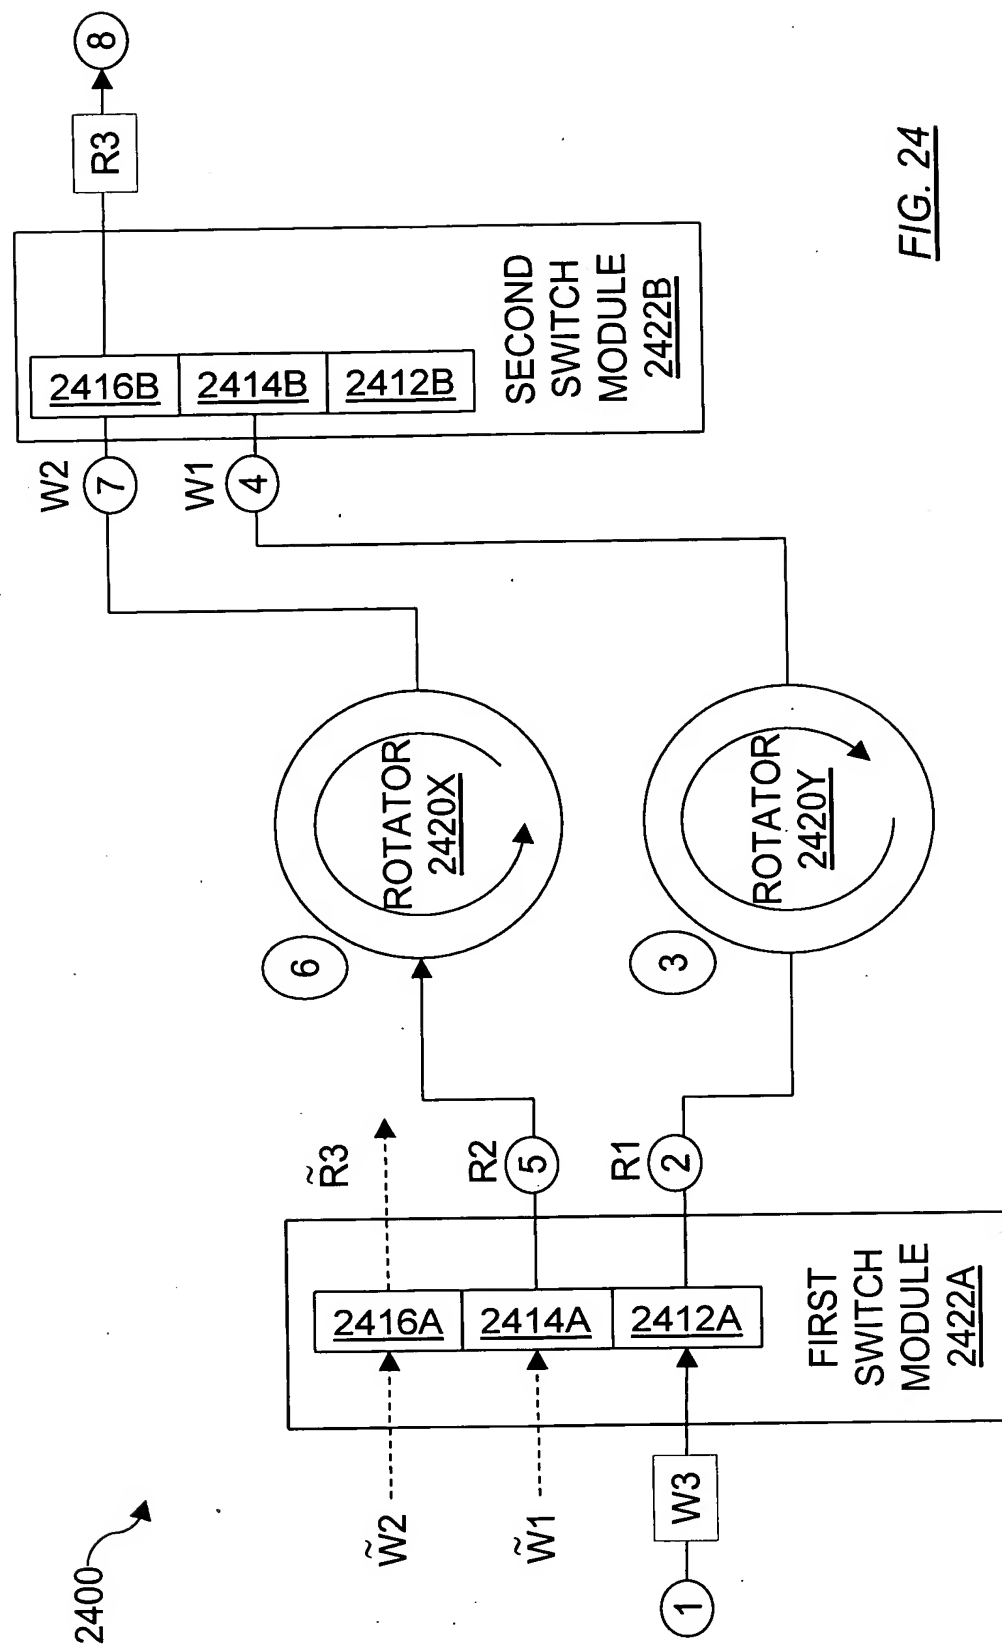 2400
1
W3
W̃1
W̃2
2416A
2414A
2412A
FIRST
SWITCH
MODULE
2422A
R̃3
R2
5
R1
2
6
ROTATOR
2420X
3
ROTATOR
2420Y
W2
7
W1
4
2416B
2414B
2412B
SECOND
SWITCH
MODULE
2422B
R3
8
FIG. 24